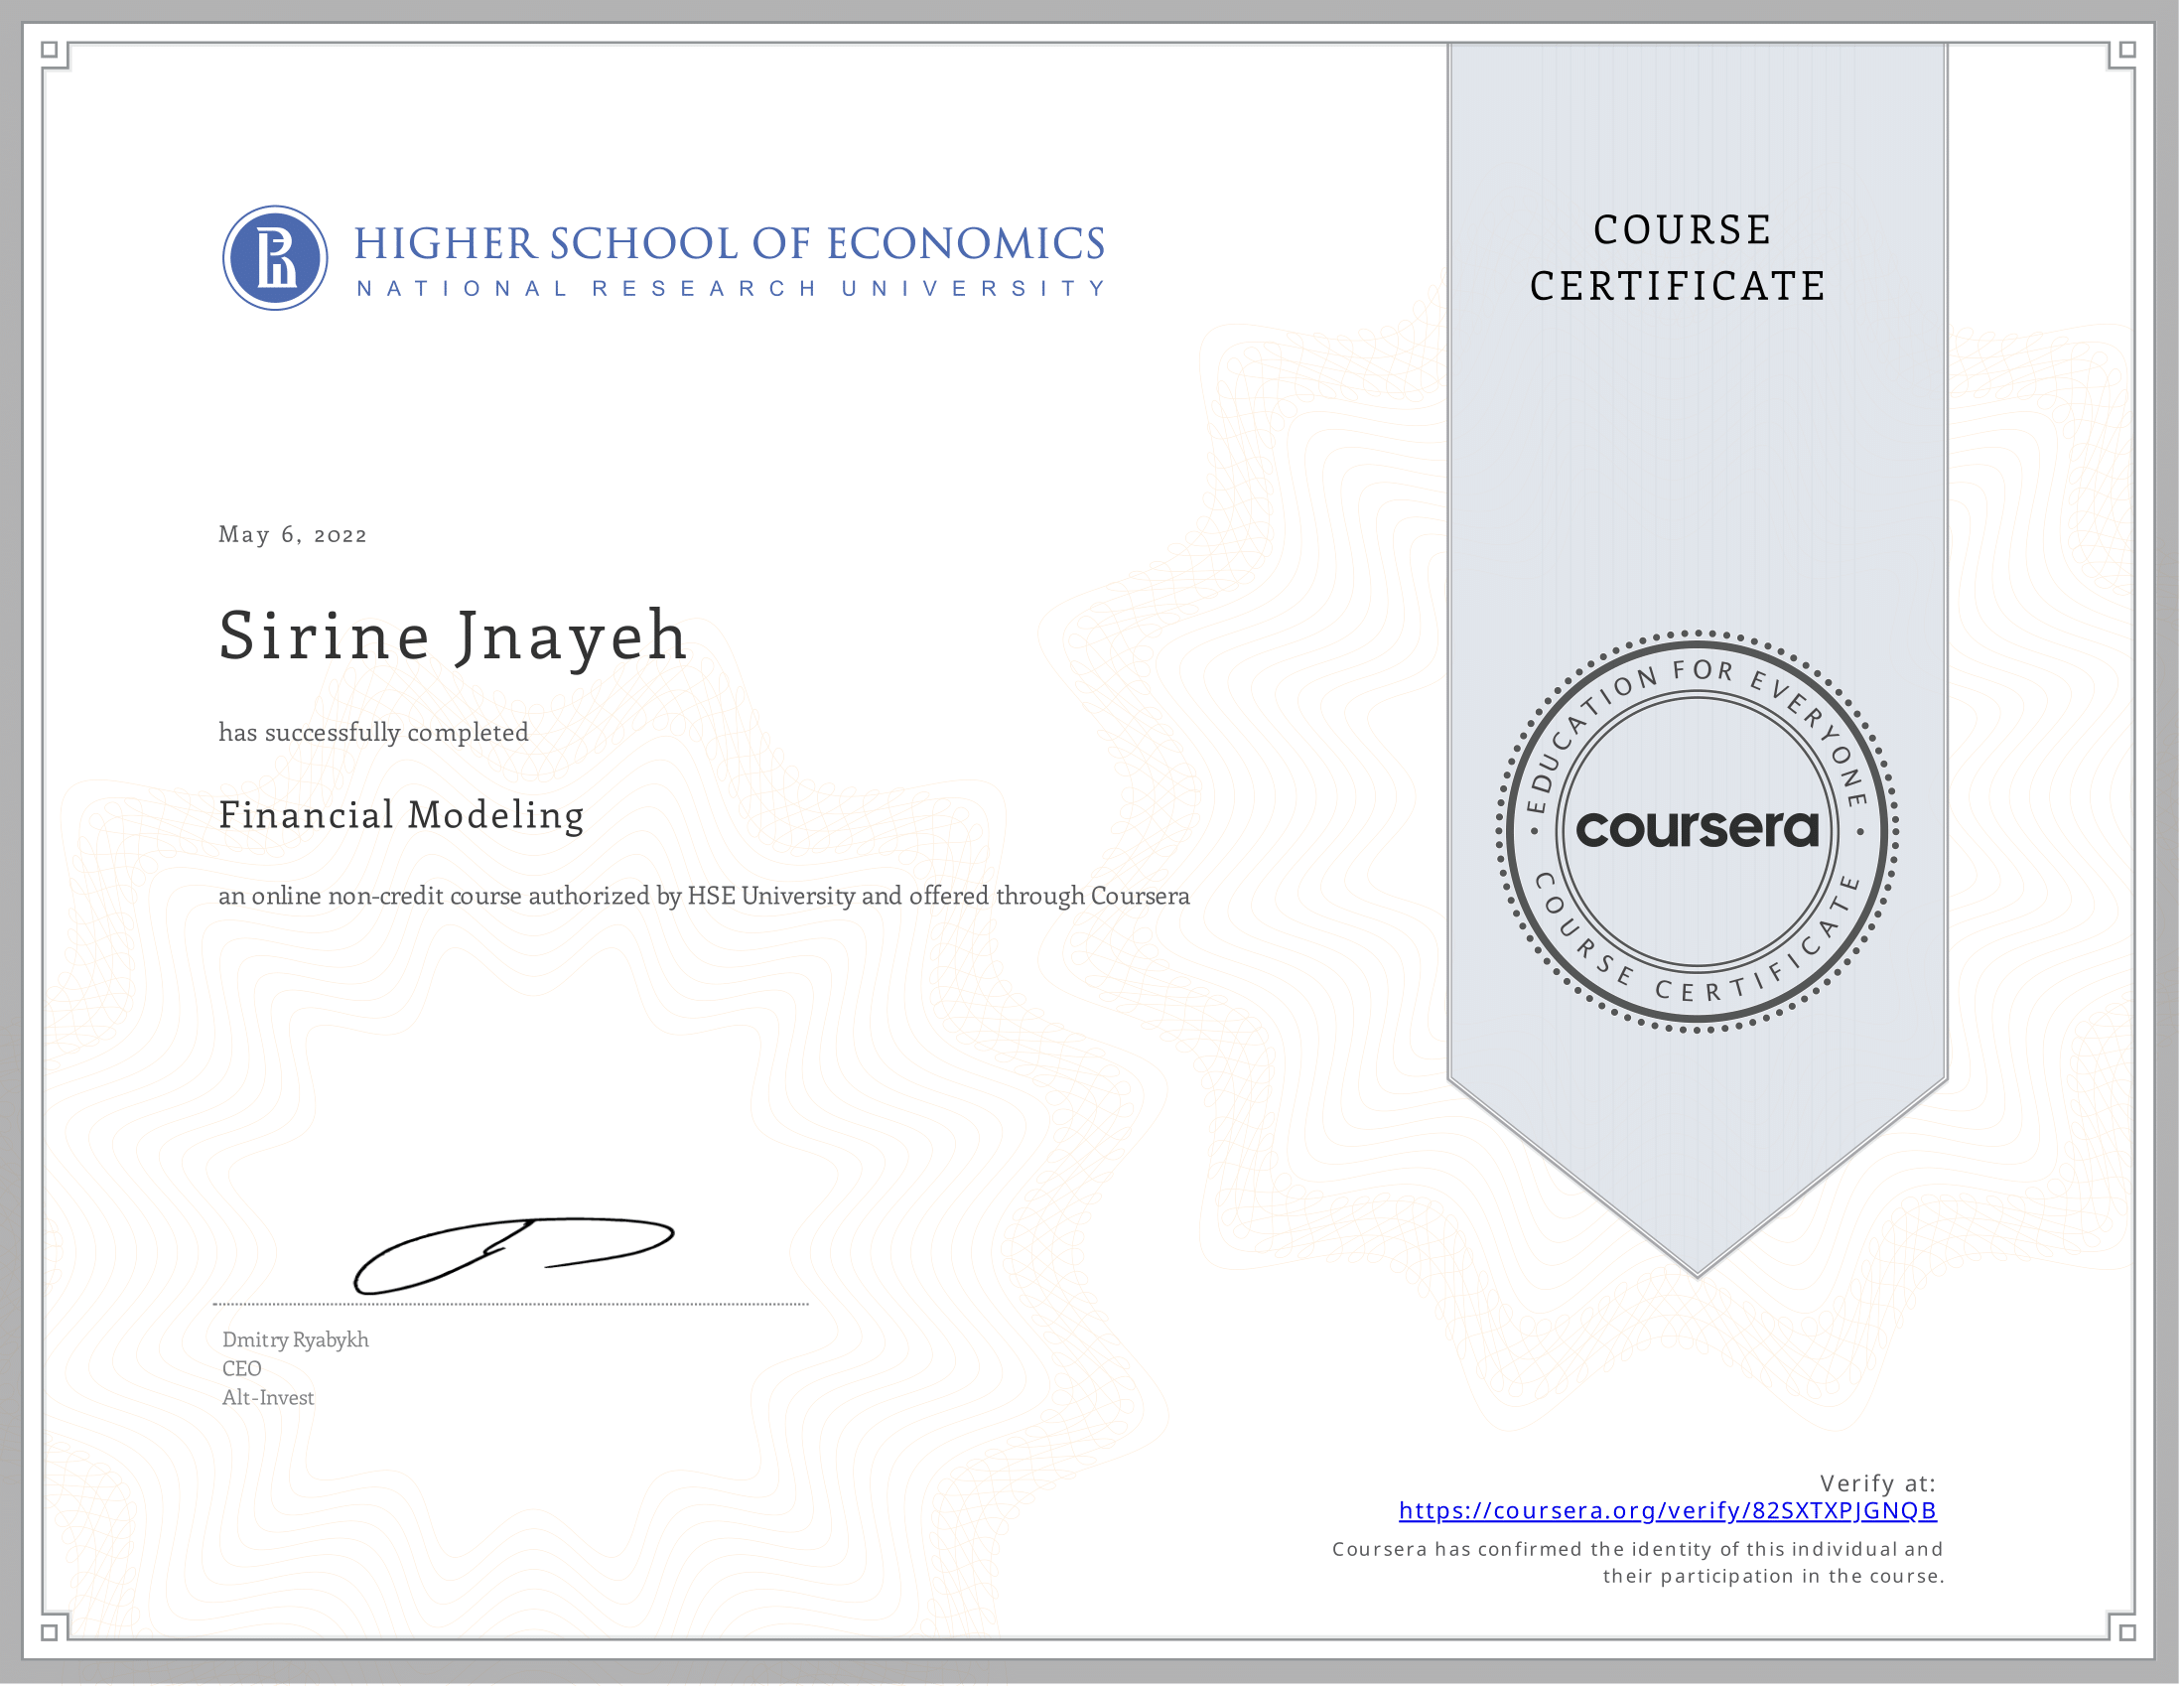 HIGHER SCHOOL OF ECONOMICS
NATIONAL RESEARCH UNIVERSITY
COURSE
CERTIFICATE
May 6, 2022
Sirine Jnayeh
has successfully completed
Financial Modeling
an online non-credit course authorized by HSE University and offered through Coursera
EDUCATION FOR EVERYONE
coursera
COURSE CERTIFICATE
Dmitry Ryabykh
CEO
Alt-Invest
Verify at:
https://coursera.org/verify/82SXTXPJGNQB
Coursera has confirmed the identity of this individual and
their participation in the course.